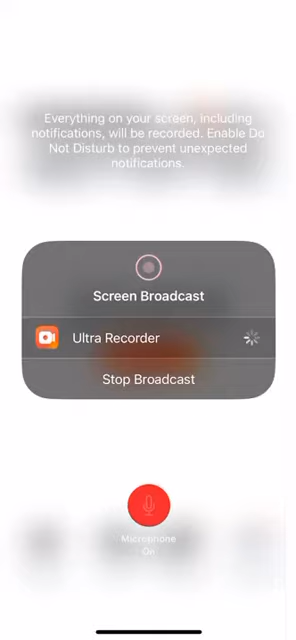 Everything on your screen, including
notifications, will be recorded. Enable Do
Not Disturb to prevent unexpected
notifications.
Screen Broadcast
Ultra Recorder
Stop Broadcast
Microphone
On